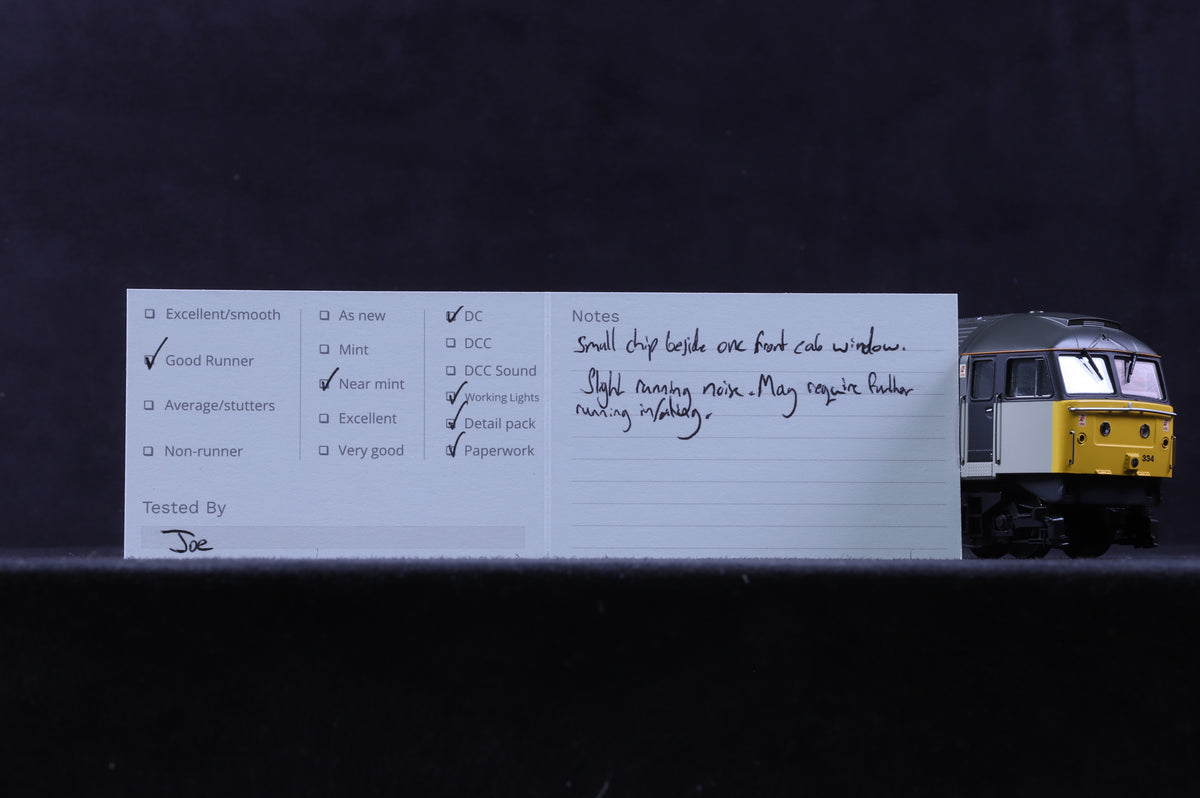 Excellent/smooth
Good Runner
Average/stutters
Non-runner
As new
Mint
Near mint
Excellent
Very good
DC
DCC
DCC Sound
Working Lights
Detail pack
Paperwork
Tested By
Joe
Notes
Small chip beside one front cab window.
Slight running noise. May require further
running in/oiling.
334